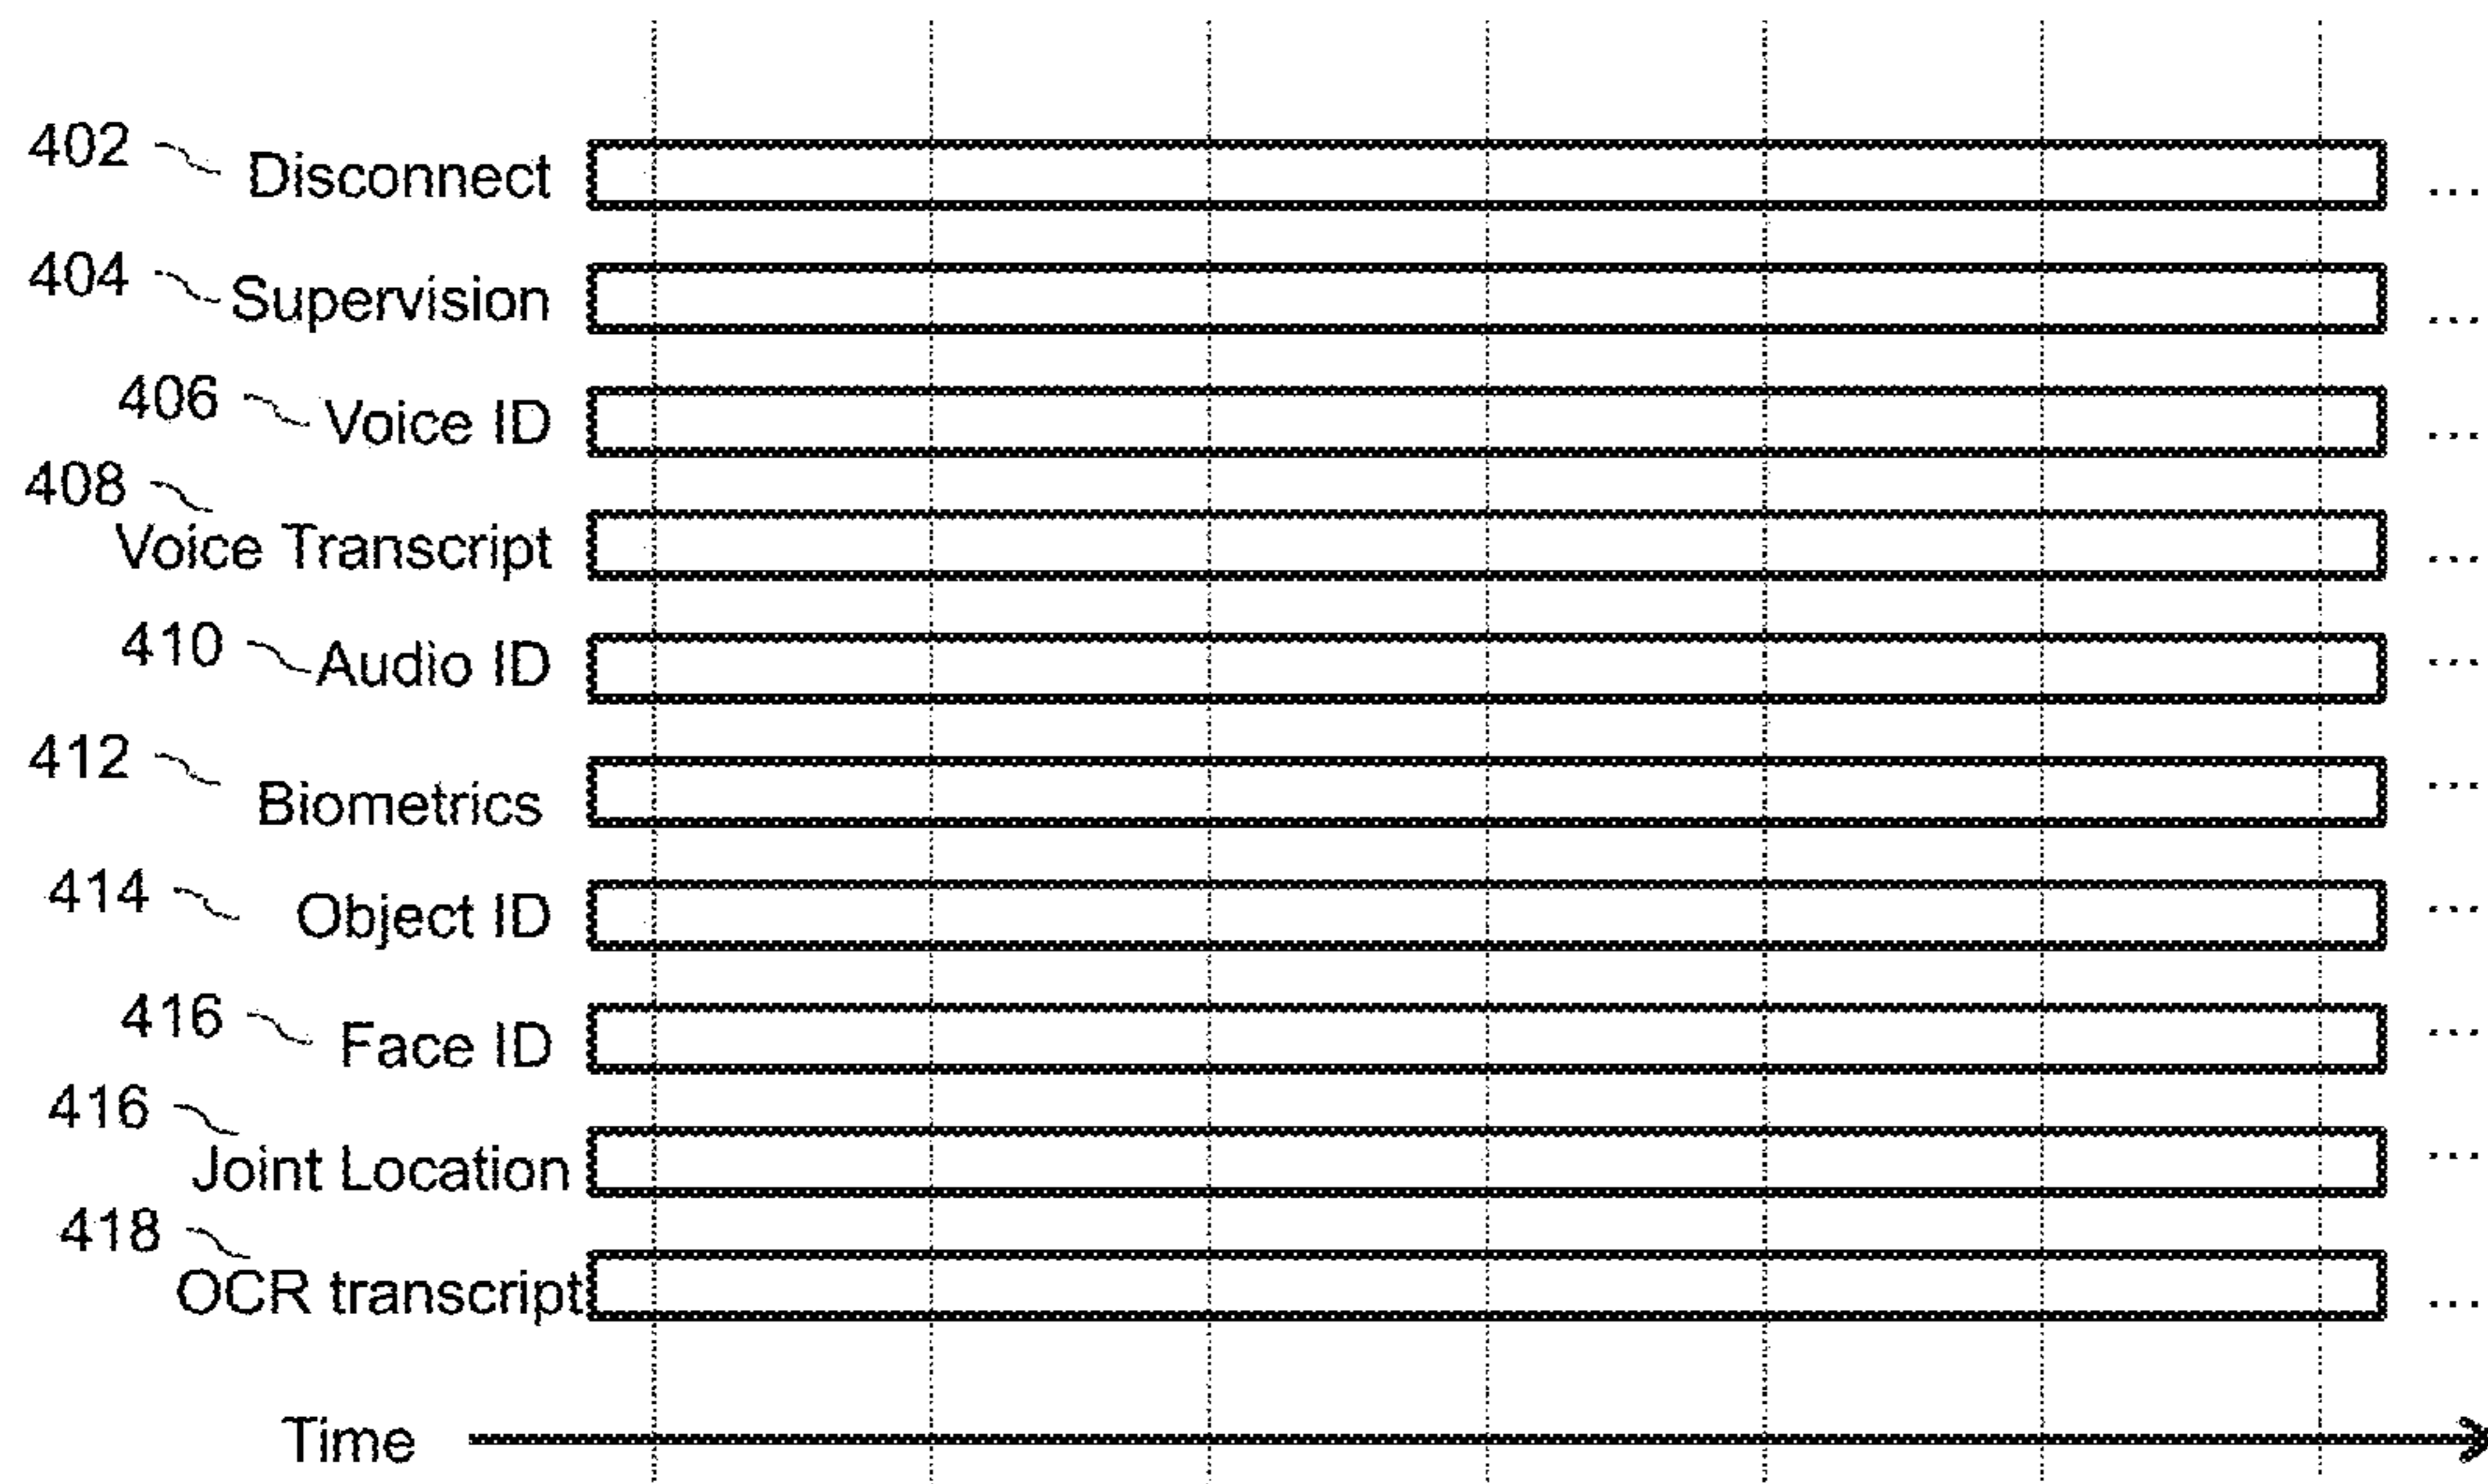 402 Disconnect ...
404 Supervision ...
406 Voice ID ...
408
Voice Transcript ...
410 Audio ID ...
412 Biometrics ...
414 Object ID ...
416 Face ID ...
416
Joint Location ...
418
OCR transcript ...
Time